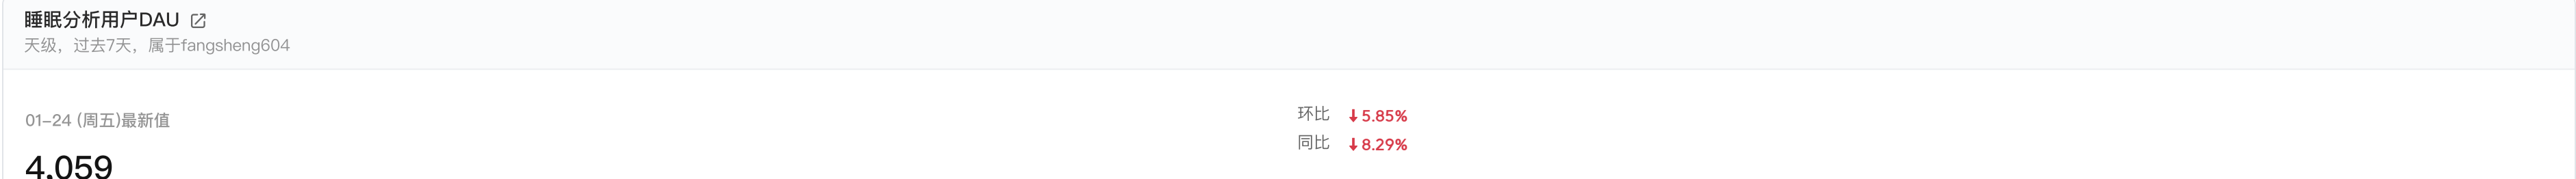 睡眠分析用户DAU
天级，过去7天，属于fangsheng604
01-24 (周五)最新值
4,059
环比 ↓5.85%
同比 ↓8.29%